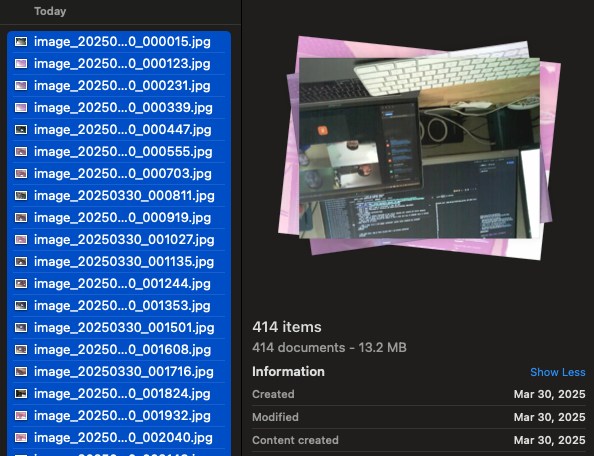 Today
image_20250...0_000015.jpg
image_20250...0_000123.jpg
image_20250...0_000231.jpg
image_20250...0_000339.jpg
image_20250...0_000447.jpg
image_20250...0_000555.jpg
image_20250...0_000703.jpg
image_20250330_000811.jpg
image_20250...0_000919.jpg
image_20250330_001027.jpg
image_20250330_001135.jpg
image_20250...0_001244.jpg
image_20250...0_001353.jpg
image_20250330_001501.jpg
image_20250...0_001608.jpg
image_20250330_001716.jpg
image_20250...0_001824.jpg
image_20250...0_001932.jpg
image_20250...0_002040.jpg
414 items
414 documents - 13.2 MB
Information
Show Less
Created
Mar 30, 2025
Modified
Mar 30, 2025
Content created
Mar 30, 2025